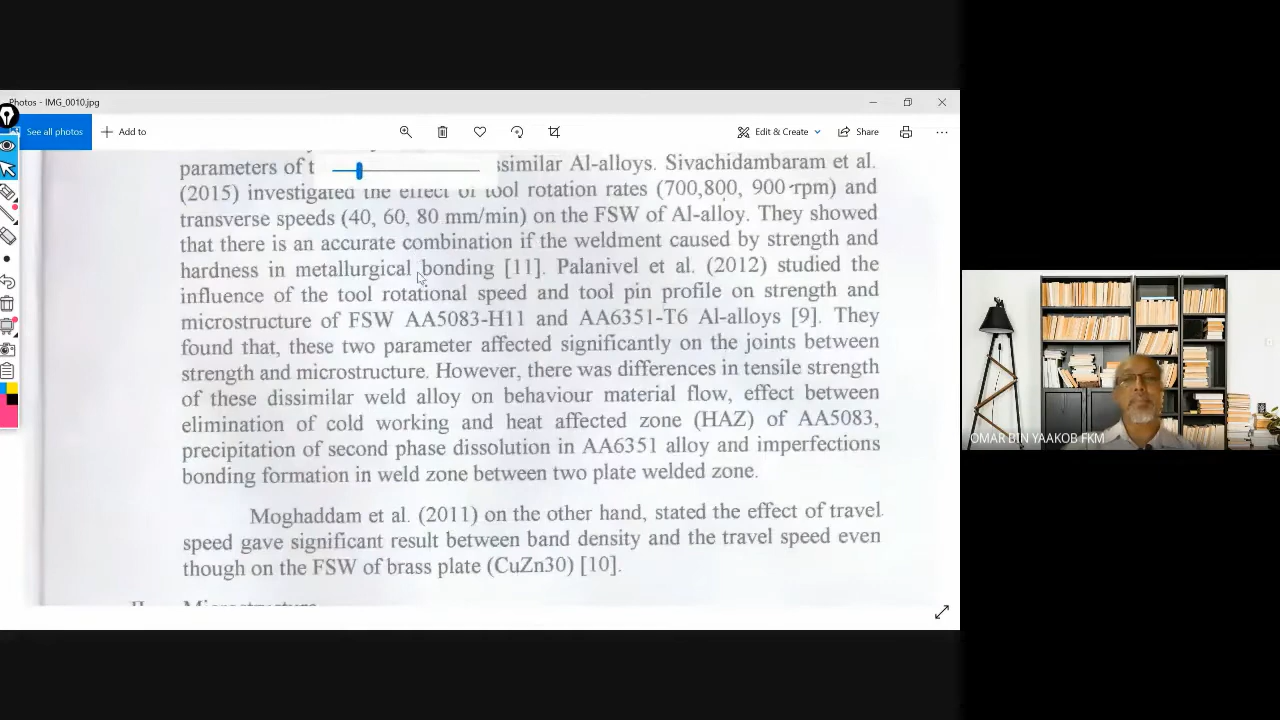 Photos - IMG_0010.jpg
See all photos
Add to
Edit & Create
Share
parameters of t ssimilar Al-alloys. Sivachidambaram et al.
(2015) investigated the effect of tool rotation rates (700,800, 900 rpm) and
transverse speeds (40, 60, 80 mm/min) on the FSW of Al-alloy. They showed
that there is an accurate combination if the weldment caused by strength and
hardness in metallurgical bonding [11]. Palanivel et al. (2012) studied the
influence of the tool rotational speed and tool pin profile on strength and
microstructure of FSW AA5083-H11 and AA6351-T6 Al-alloys [9]. They
found that, these two parameter affected significantly on the joints between
strength and microstructure. However, there was differences in tensile strength
of these dissimilar weld alloy on behaviour material flow, effect between
elimination of cold working and heat affected zone (HAZ) of AA5083,
precipitation of second phase dissolution in AA6351 alloy and imperfections
bonding formation in weld zone between two plate welded zone.
Moghaddam et al. (2011) on the other hand, stated the effect of travel
speed gave significant result between band density and the travel speed even
though on the FSW of brass plate (CuZn30) [10].
OMAR BIN YAAKOB FKM